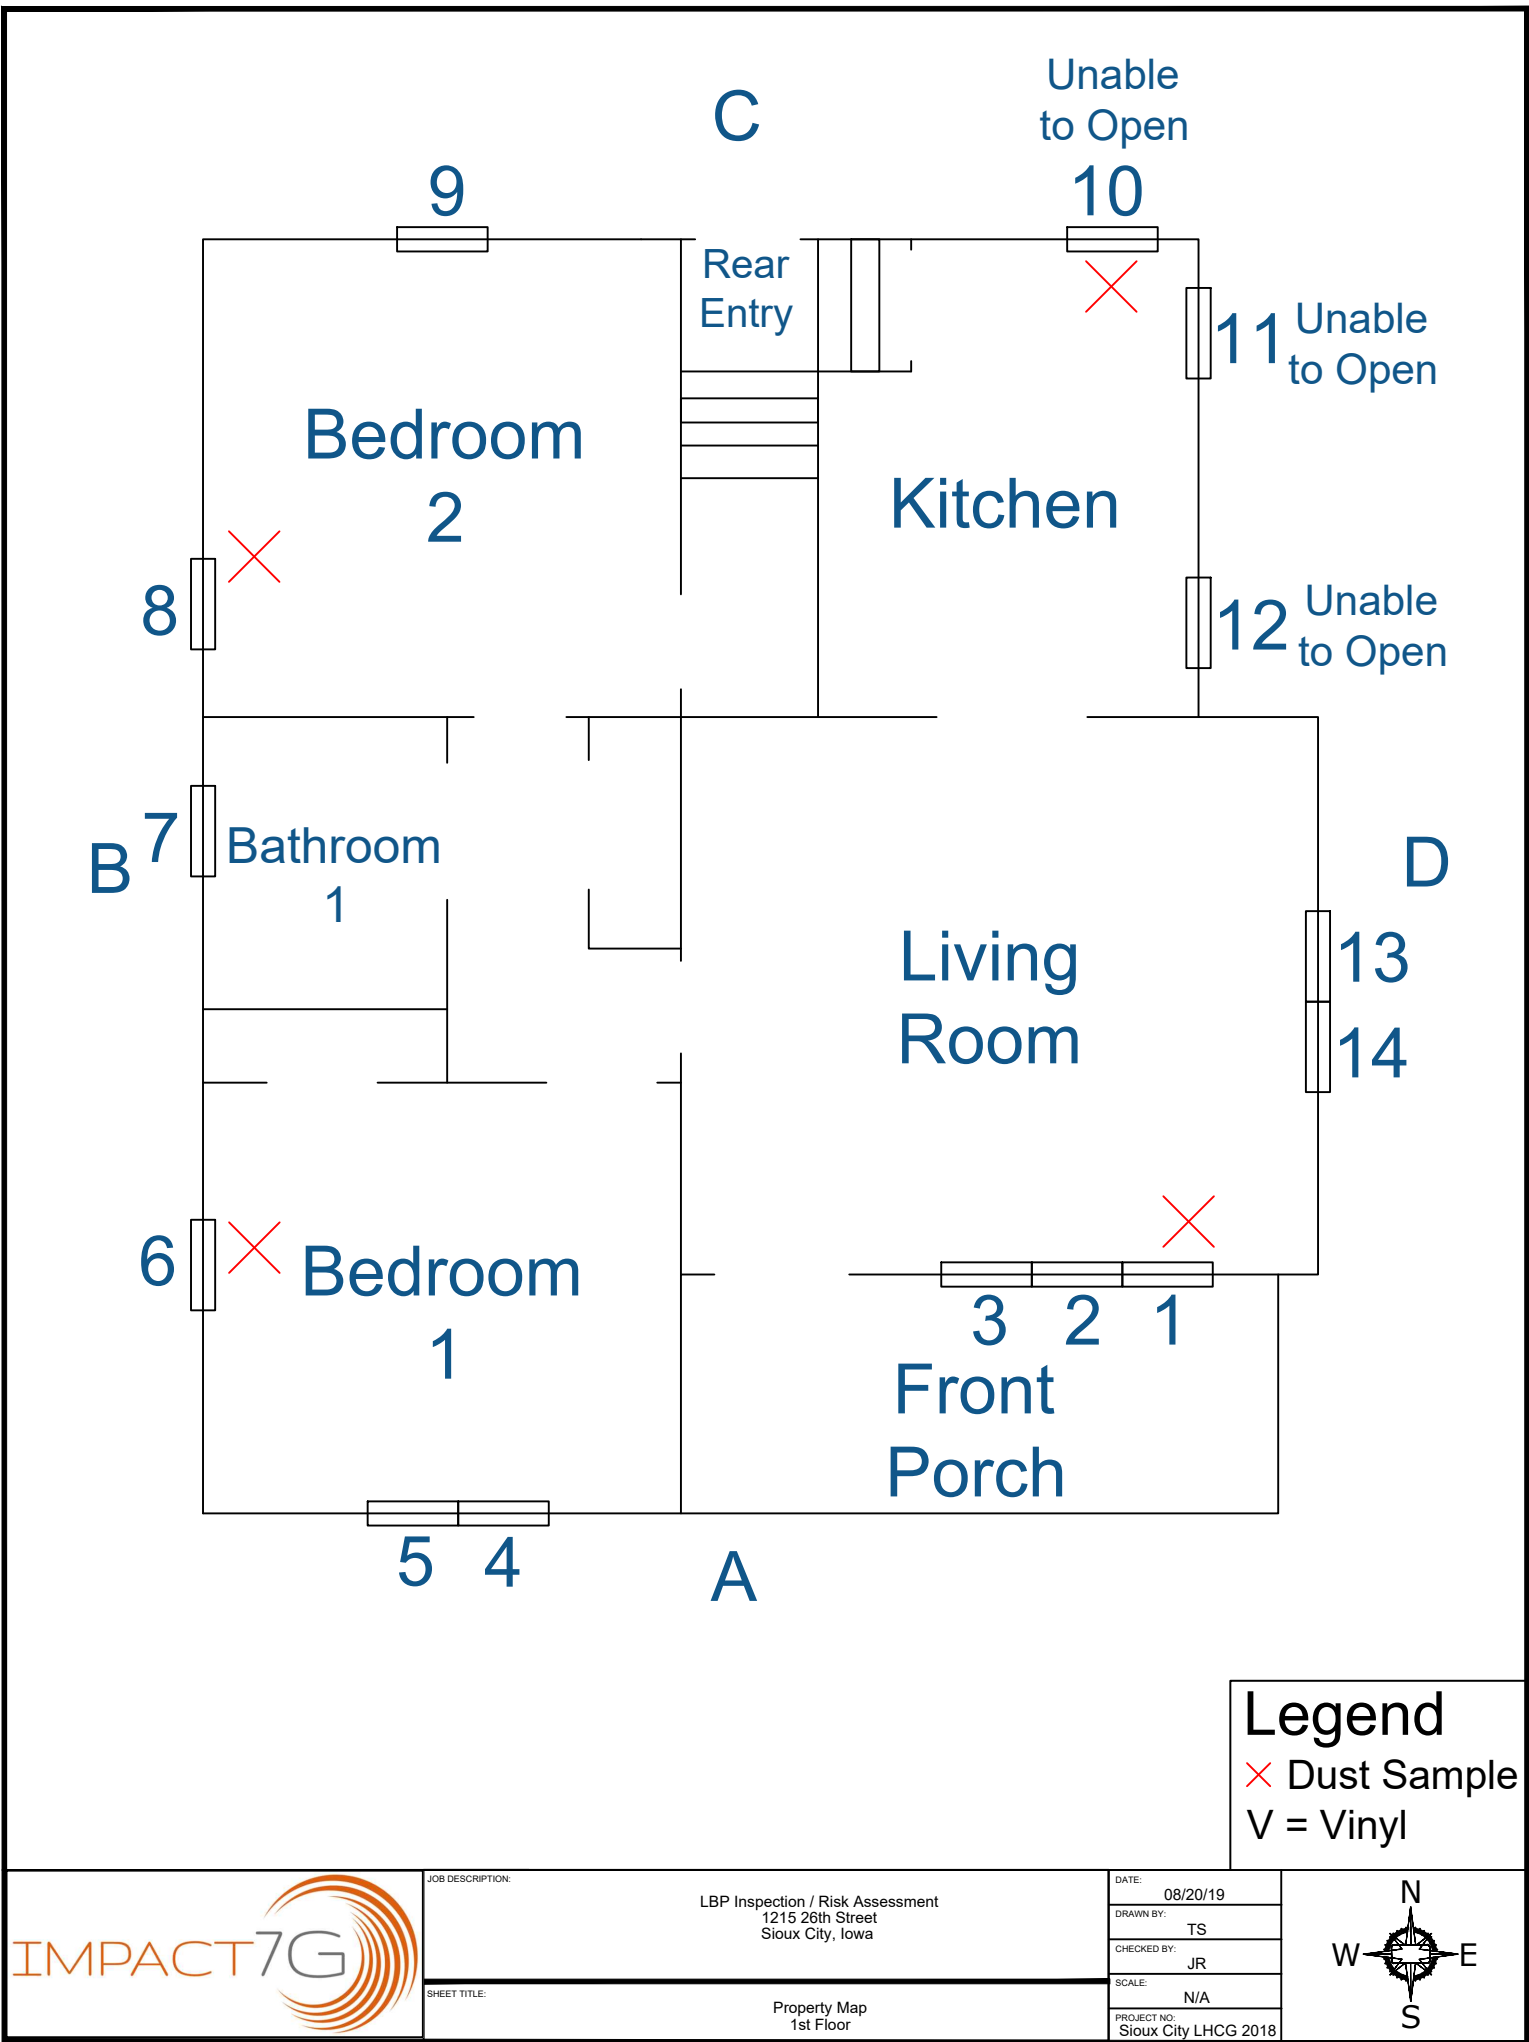 C
Unable
to Open
9
10
Rear
Entry
11
Unable
to Open
Bedroom
2
Kitchen
8
12
Unable
to Open
B
7
Bathroom
1
D
Living
Room
13
14
6
Bedroom
1
3 2 1
Front
Porch
5 4
A
Legend
Dust Sample
V = Vinyl
IMPACT7G
JOB DESCRIPTION:
LBP Inspection / Risk Assessment
1215 26th Street
Sioux City, Iowa
SHEET TITLE:
Property Map
1st Floor
DATE:
08/20/19
DRAWN BY:
TS
CHECKED BY:
JR
SCALE:
N/A
PROJECT NO:
Sioux City LHCG 2018
N
W E
S